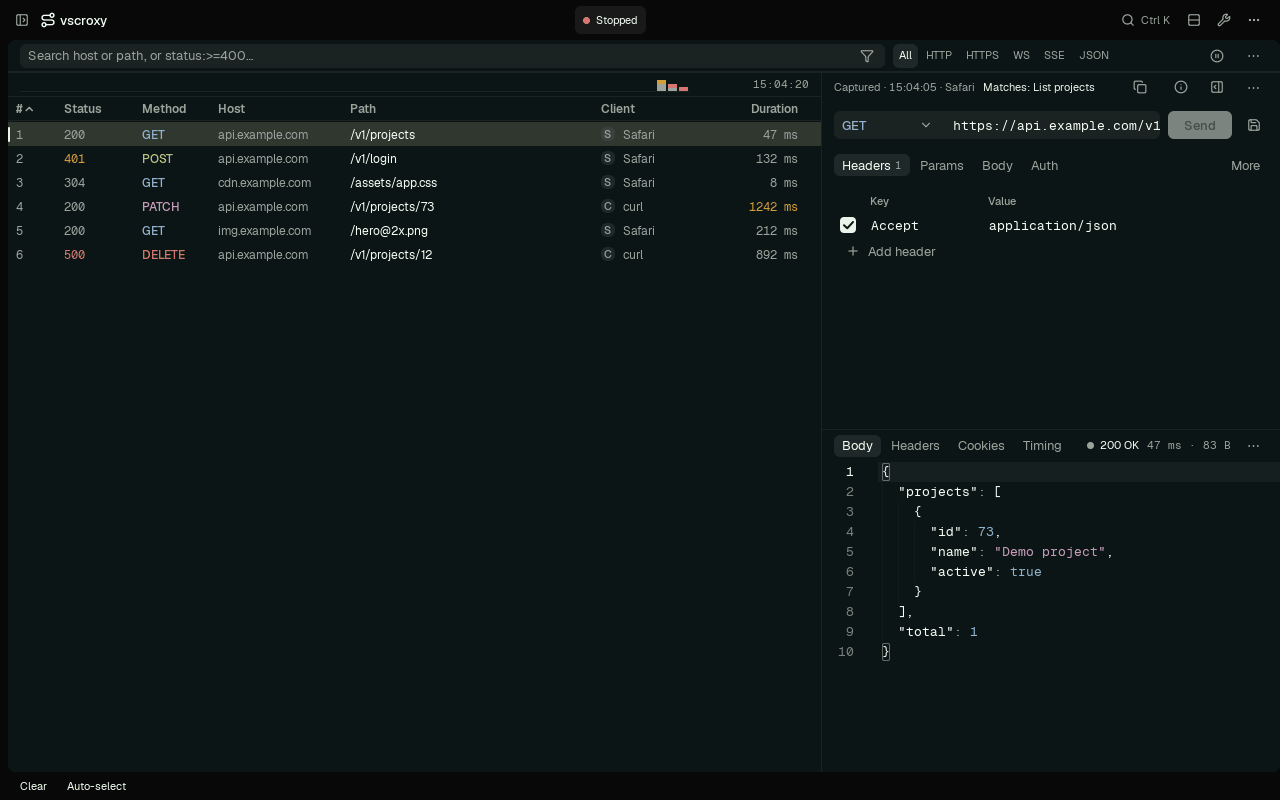 vscroxy
Stopped
Ctrl K
Search host or path, or status:>=400…
All HTTP HTTPS WS SSE JSON
15:04:20
# Status Method Host Path Client Duration
1 200 GET api.example.com /v1/projects S Safari 47 ms
2 401 POST api.example.com /v1/login S Safari 132 ms
3 304 GET cdn.example.com /assets/app.css S Safari 8 ms
4 200 PATCH api.example.com /v1/projects/73 C curl 1242 ms
5 200 GET img.example.com /hero@2x.png S Safari 212 ms
6 500 DELETE api.example.com /v1/projects/12 C curl 892 ms
Captured · 15:04:05 · Safari Matches: List projects
GET https://api.example.com/v1 Send
Headers 1 Params Body Auth More
Key Value
Accept application/json
Add header
Body Headers Cookies Timing 200 OK 47 ms · 83 B
1 {
2 "projects": [
3 {
4 "id": 73,
5 "name": "Demo project",
6 "active": true
7 }
8 ],
9 "total": 1
10 }
Clear Auto-select